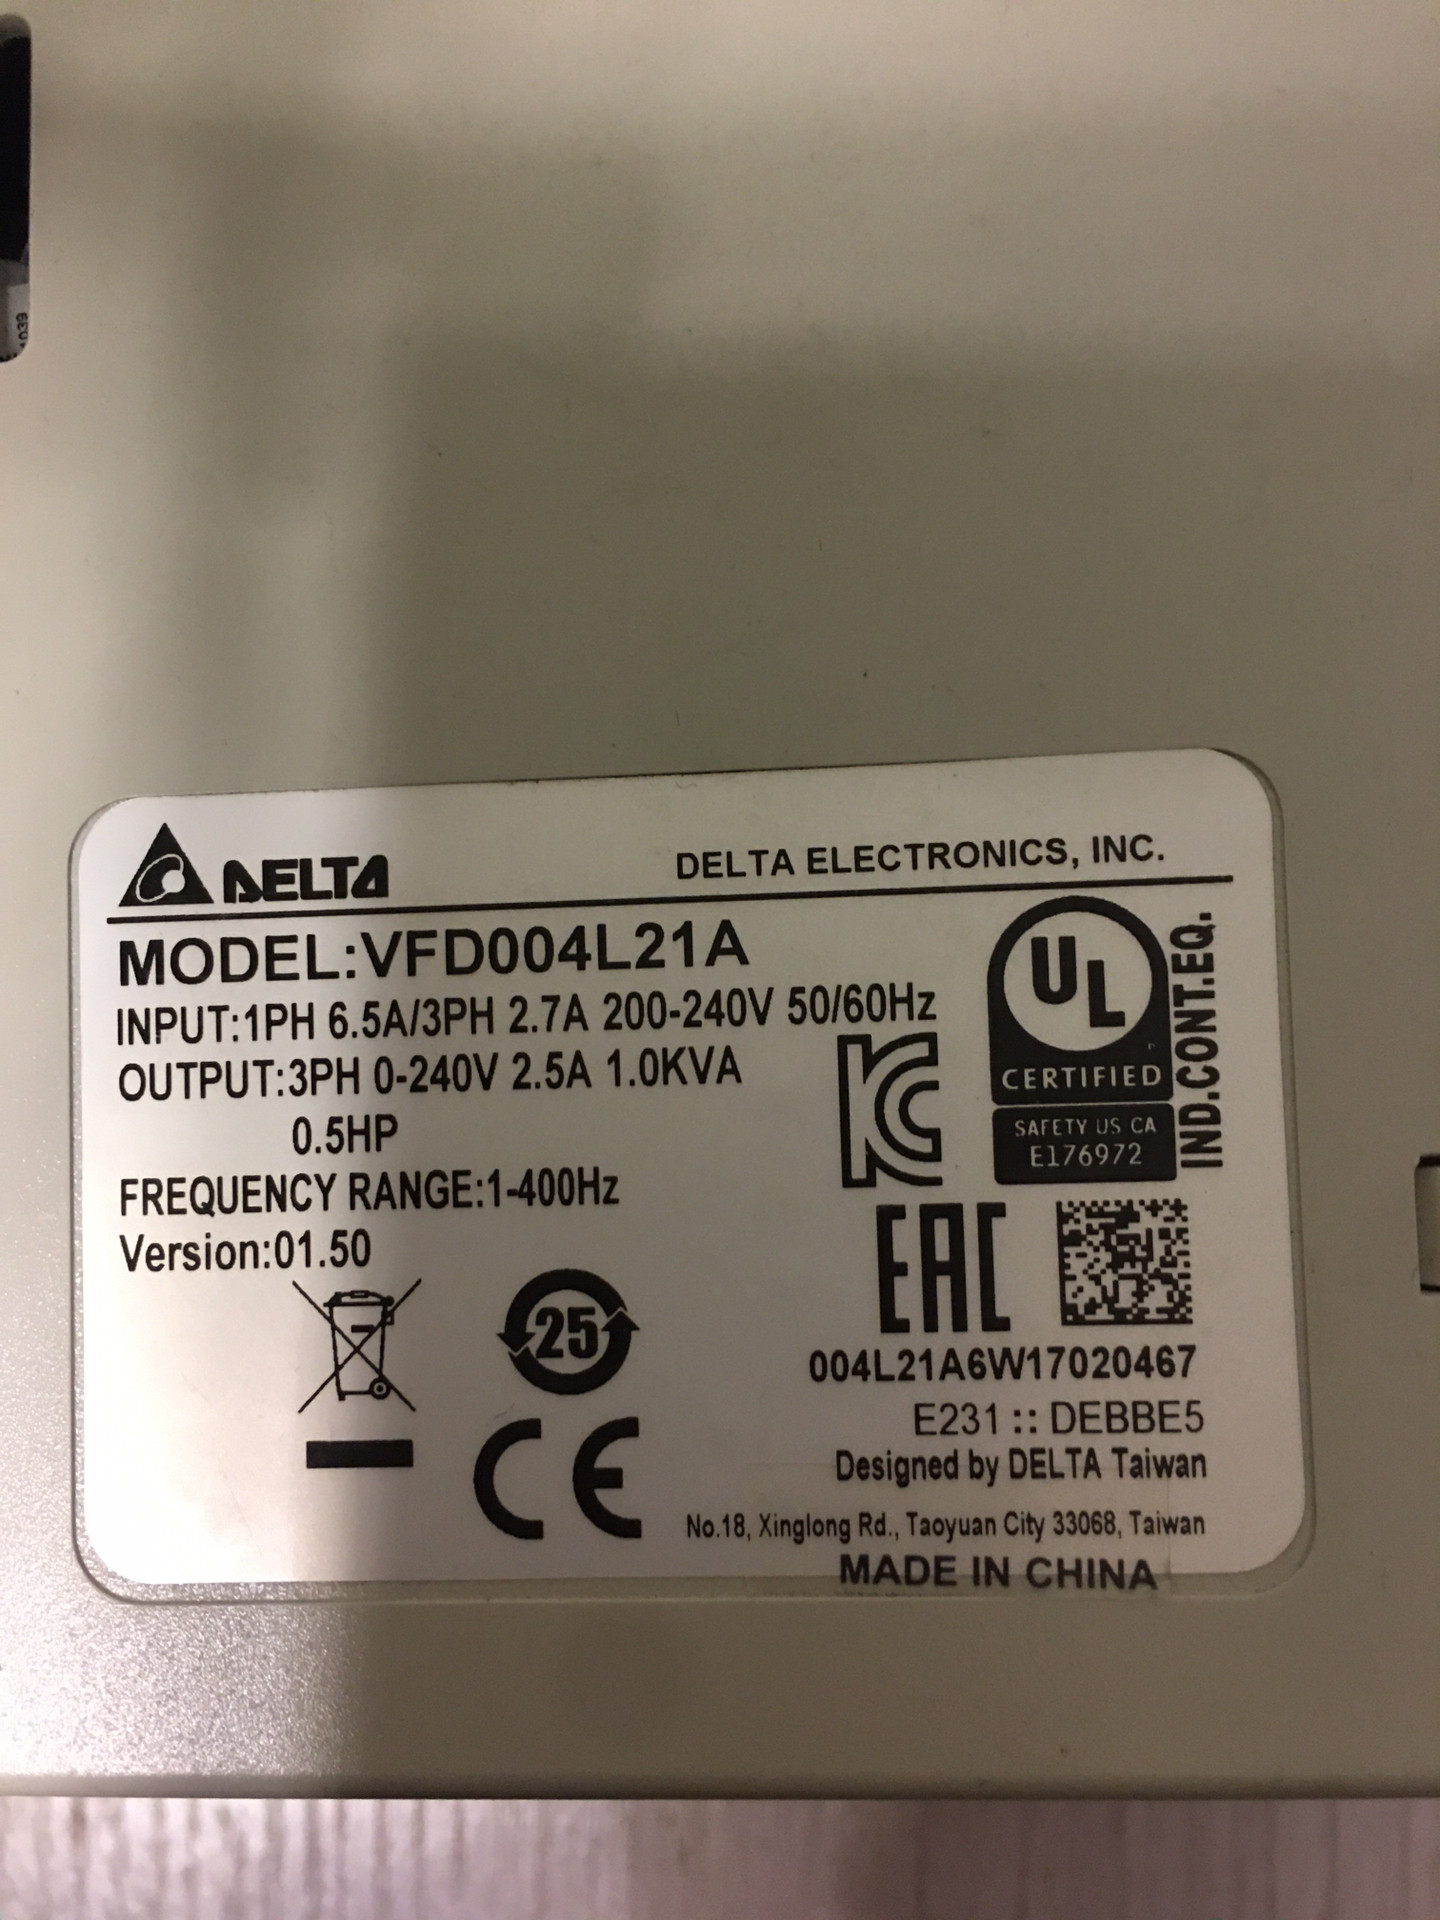 DELTA
DELTA ELECTRONICS, INC.
MODEL:VFD004L21A
INPUT:1PH 6.5A/3PH 2.7A 200-240V 50/60Hz
OUTPUT:3PH 0-240V 2.5A 1.0KVA
0.5HP
FREQUENCY RANGE:1-400Hz
Version:01.50
UL
CERTIFIED
SAFETY US CA
E176972
IND.CONT.EQ.
KC
EAC
25
CE
004L21A6W17020467
E231 :: DEBBE5
Designed by DELTA Taiwan
No.18, Xinglong Rd., Taoyuan City 33068, Taiwan
MADE IN CHINA